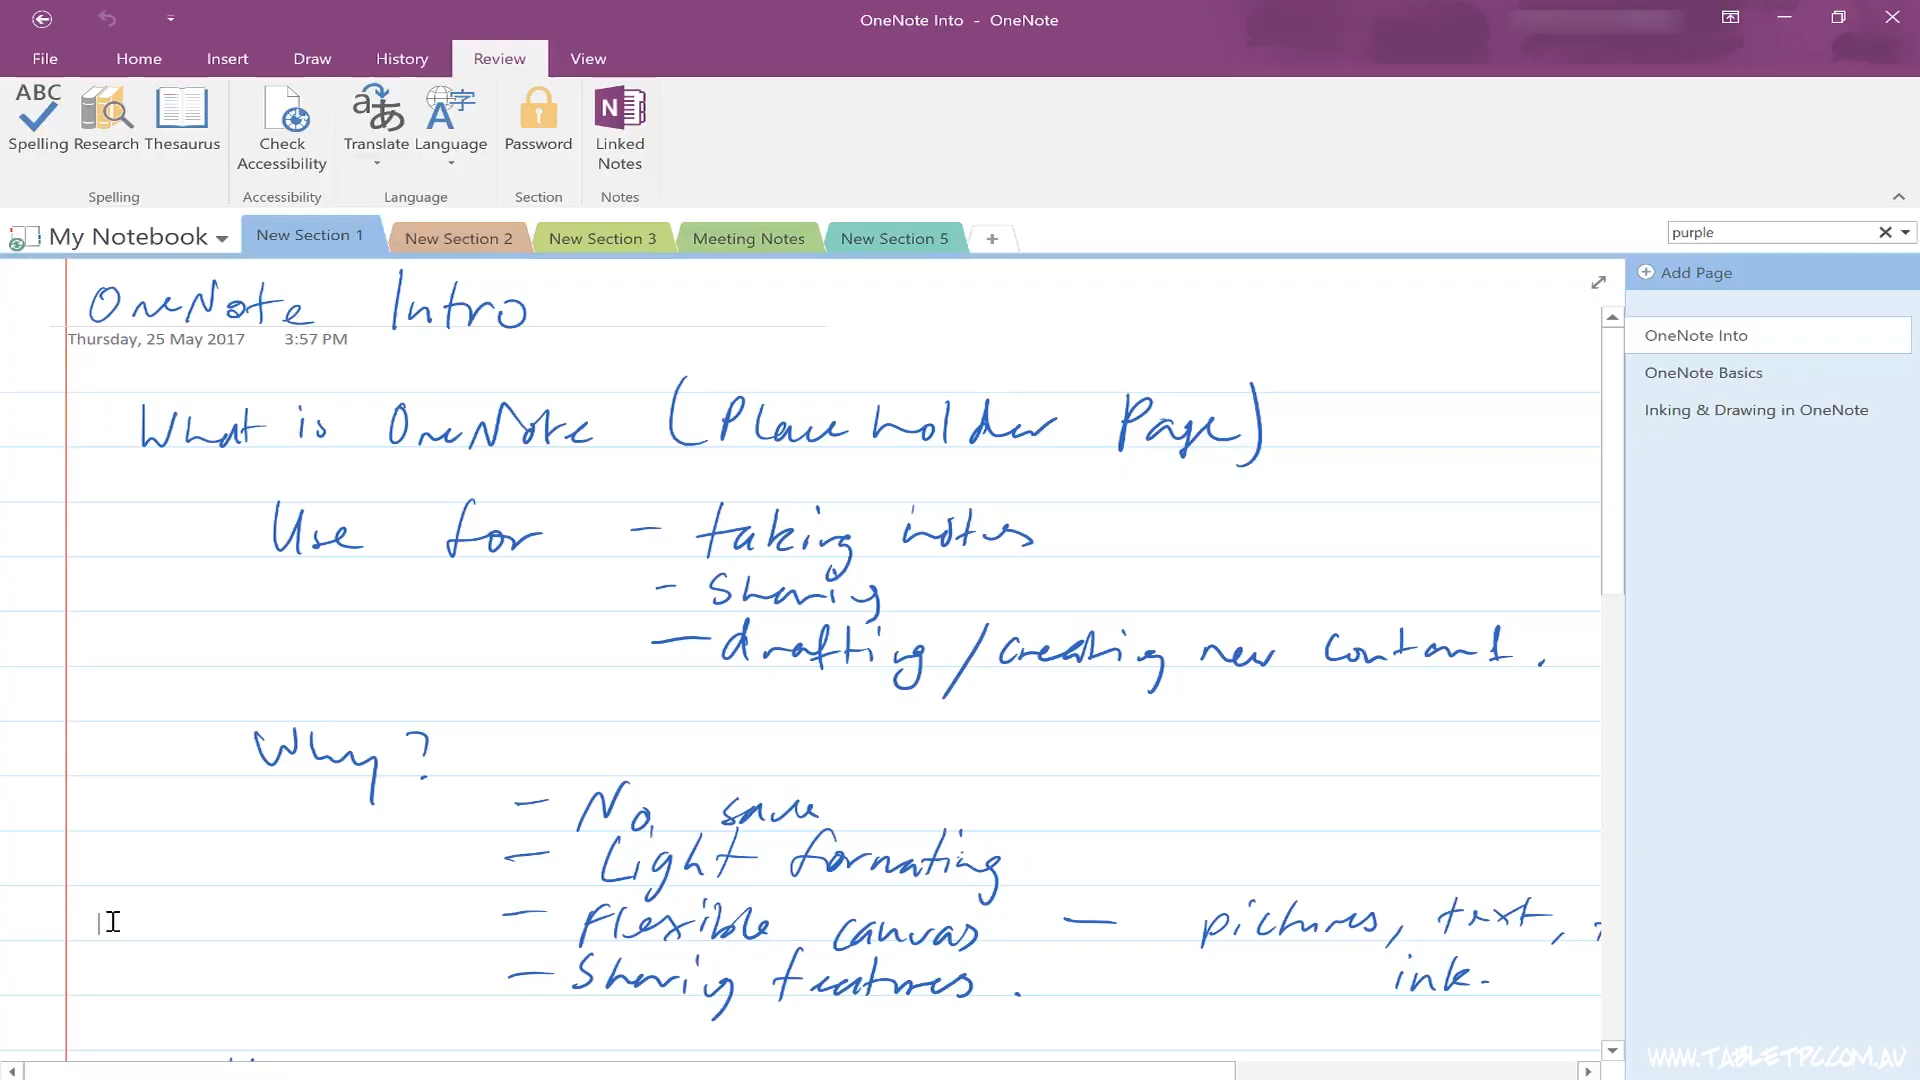 OneNote Into - OneNote
File Home Insert Draw History Review View
ABC
Spelling Research Thesaurus Check Accessibility Translate Language Password Linked Notes
Spelling Accessibility Language Section Notes
My Notebook New Section 1 New Section 2 New Section 3 Meeting Notes New Section 5 + purple
Add Page
OneNote Intro
Thursday, 25 May 2017 3:57 PM
OneNote Into
OneNote Basics
Inking & Drawing in OneNote
What is OneNote (Placeholder Page)
Use for - taking notes
- Sharing
- drafting/creating new content.
Why?
- No save
- Light formating
- Flexible canvas - pictures, text,
ink.
- Sharing features.
WWW.TABLETPC.COM.AU